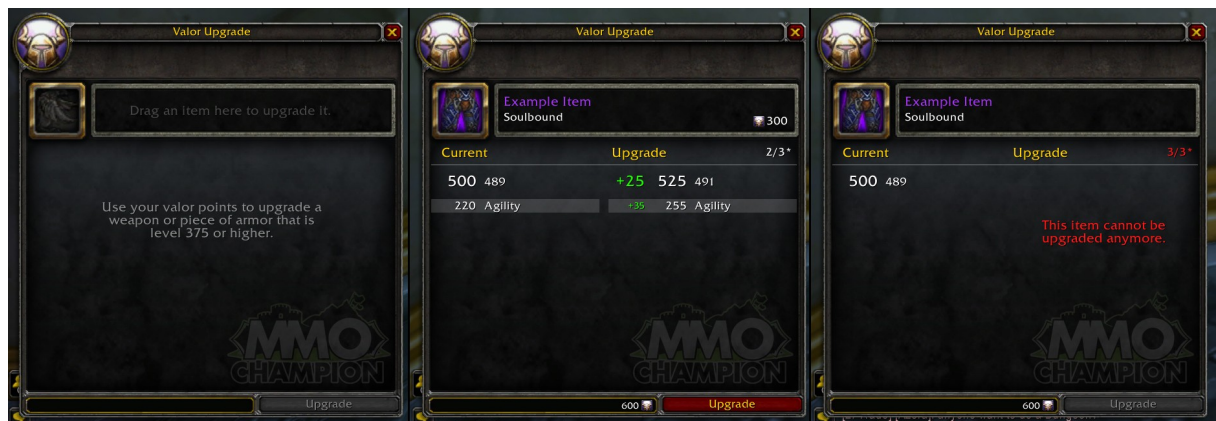 Valor Upgrade
Drag an item here to upgrade it.
Use your valor points to upgrade a
weapon or piece of armor that is
level 375 or higher.
MMO
CHAMPION
Upgrade
Valor Upgrade
Example Item
Soulbound
300
Current Upgrade 2/3*
500 489 +25 525 491
220 Agility +35 255 Agility
MMO
CHAMPION
600 Upgrade
Valor Upgrade
Example Item
Soulbound
Current Upgrade 3/3*
500 489
This item cannot be
upgraded anymore.
MMO
CHAMPION
600 Upgrade